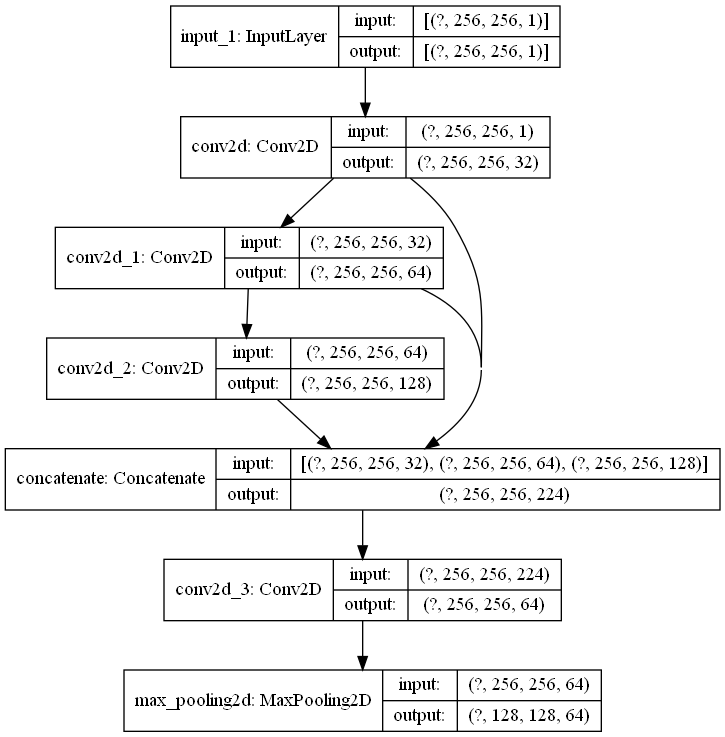 input_1: InputLayer
input:
[(?, 256, 256, 1)]
output:
[(?, 256, 256, 1)]
conv2d: Conv2D
input:
(?, 256, 256, 1)
output:
(?, 256, 256, 32)
conv2d_1: Conv2D
input:
(?, 256, 256, 32)
output:
(?, 256, 256, 64)
conv2d_2: Conv2D
input:
(?, 256, 256, 64)
output:
(?, 256, 256, 128)
concatenate: Concatenate
input:
[(?, 256, 256, 32), (?, 256, 256, 64), (?, 256, 256, 128)]
output:
(?, 256, 256, 224)
conv2d_3: Conv2D
input:
(?, 256, 256, 224)
output:
(?, 256, 256, 64)
max_pooling2d: MaxPooling2D
input:
(?, 256, 256, 64)
output:
(?, 128, 128, 64)